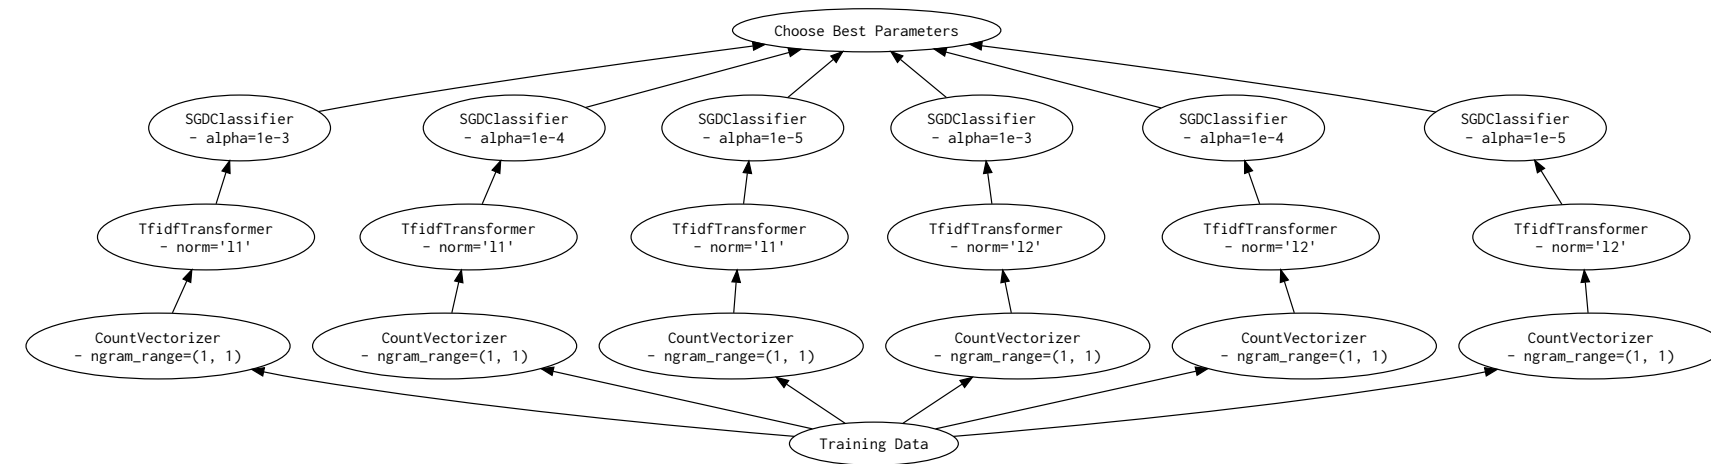 Choose Best Parameters
SGDClassifier
- alpha=1e-3
SGDClassifier
- alpha=1e-4
SGDClassifier
- alpha=1e-5
SGDClassifier
- alpha=1e-3
SGDClassifier
- alpha=1e-4
SGDClassifier
- alpha=1e-5
TfidfTransformer
- norm='l1'
TfidfTransformer
- norm='l1'
TfidfTransformer
- norm='l1'
TfidfTransformer
- norm='l2'
TfidfTransformer
- norm='l2'
TfidfTransformer
- norm='l2'
CountVectorizer
- ngram_range=(1, 1)
CountVectorizer
- ngram_range=(1, 1)
CountVectorizer
- ngram_range=(1, 1)
CountVectorizer
- ngram_range=(1, 1)
CountVectorizer
- ngram_range=(1, 1)
CountVectorizer
- ngram_range=(1, 1)
Training Data